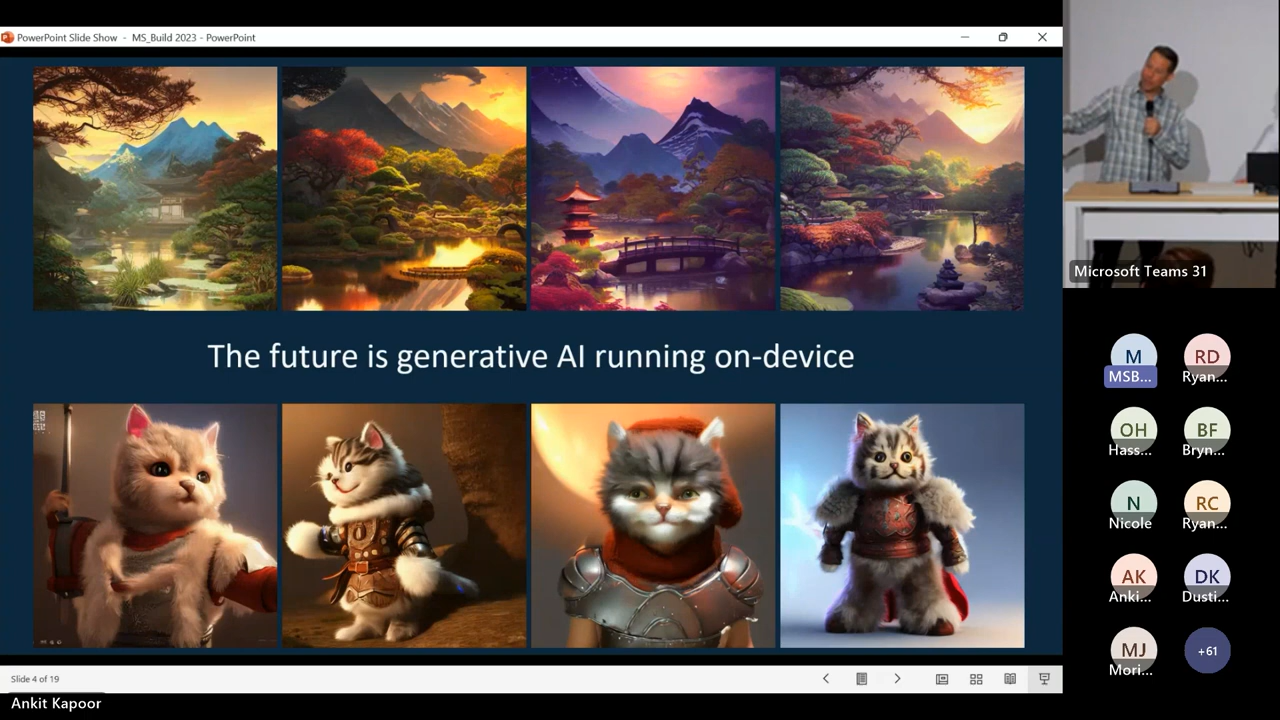 PowerPoint Slide Show - MS_Build 2023 - PowerPoint
The future is generative AI running on-device
Slide 4 of 19
Ankit Kapoor
Microsoft Teams 31
M
MSB...
RD
Ryan...
OH
Hass...
BF
Bryn...
N
Nicole
RC
Ryan...
AK
Anki...
DK
Dusti...
MJ
Mori...
+61